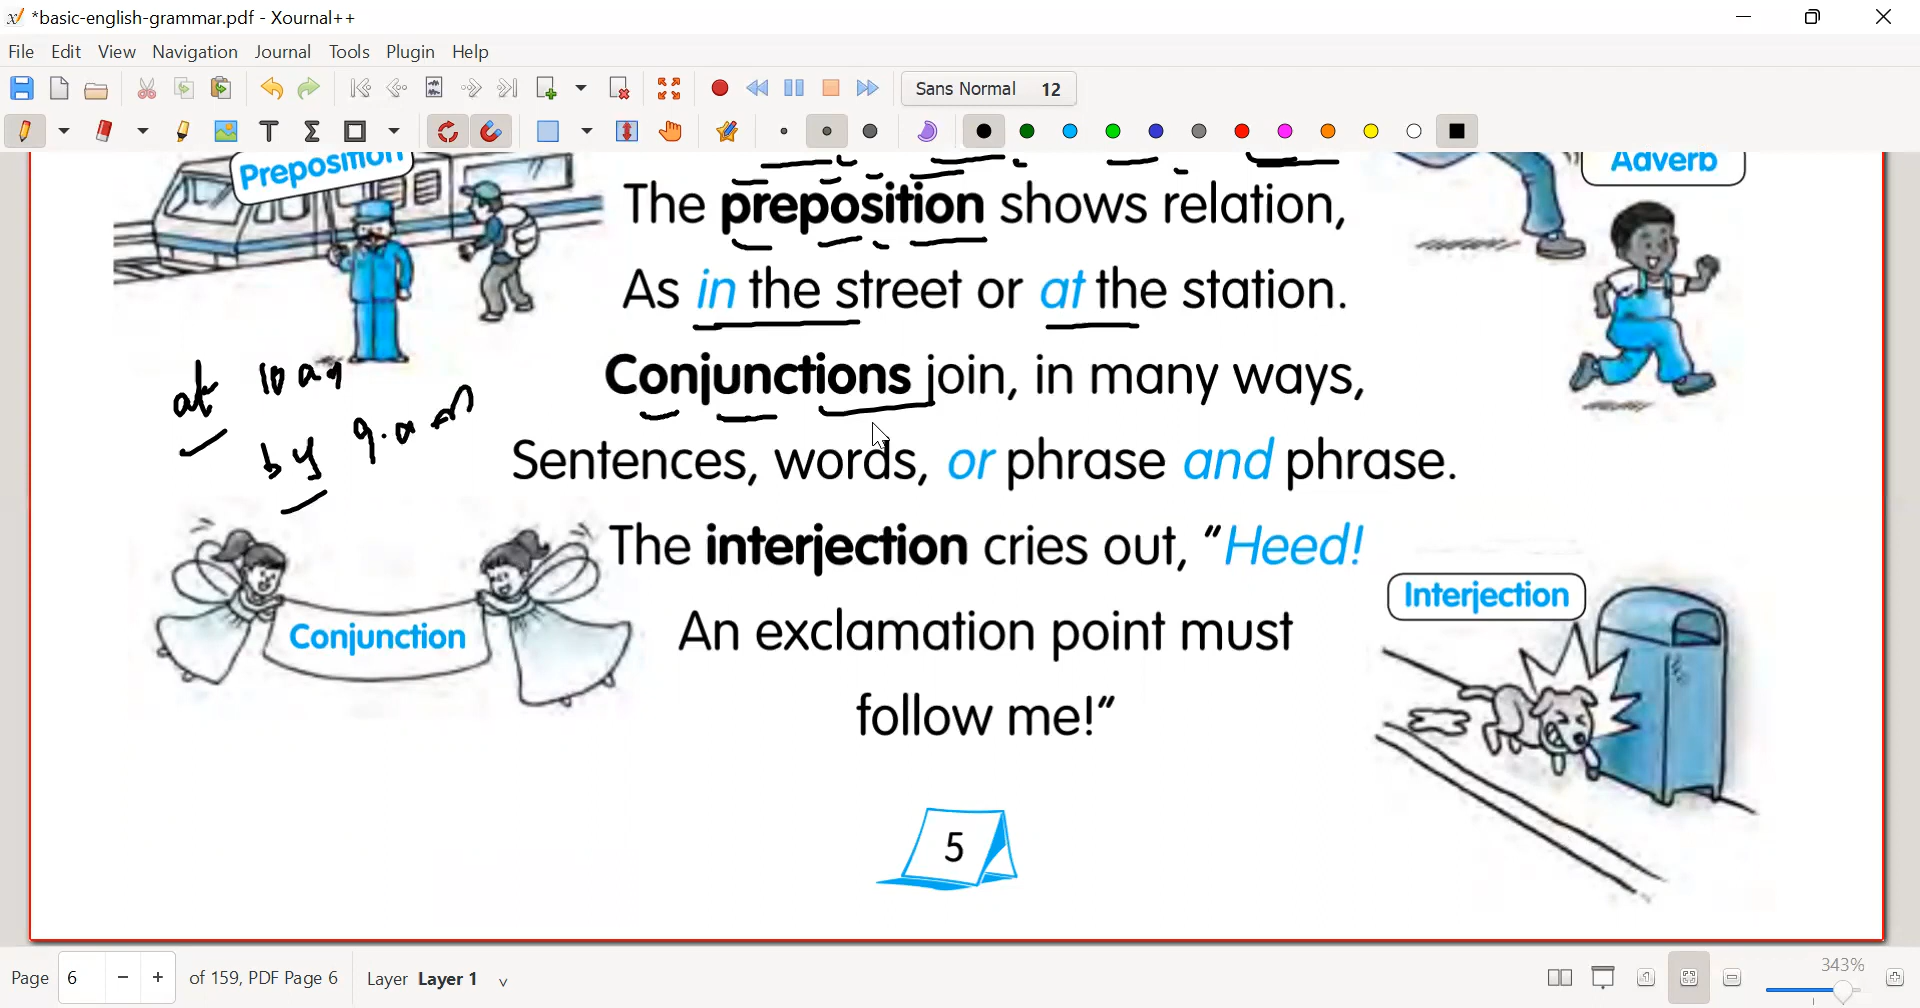 *basic-english-grammar.pdf - Xournal++
File Edit View Navigation Journal Tools Plugin Help
Sans Normal 12
Preposition
Adverb
The preposition shows relation,
As in the street or at the station.
Conjunctions join, in many ways,
at 10 a
by 9.am
Sentences, words, or phrase and phrase.
The interjection cries out, "Heed!
Interjection
Conjunction
An exclamation point must
follow me!"
5
Page 6 of 159, PDF Page 6 Layer Layer 1
343%